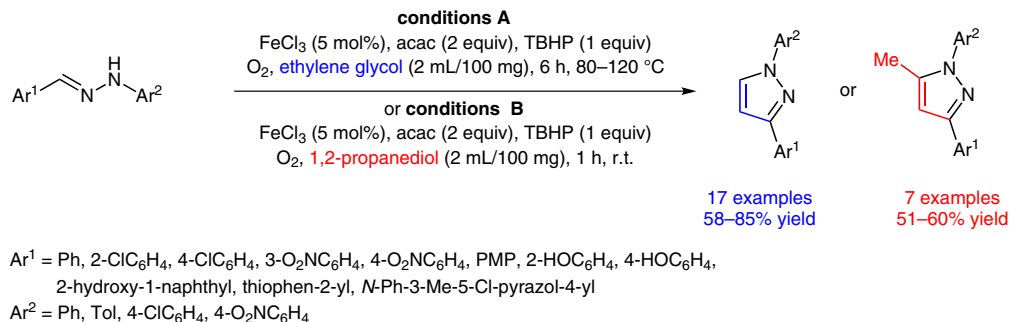 conditions A
FeCl₃ (5 mol%), acac (2 equiv), TBHP (1 equiv)
O₂, ethylene glycol (2 mL/100 mg), 6 h, 80–120 °C
Ar¹ N H N Ar²
or conditions B
FeCl₃ (5 mol%), acac (2 equiv), TBHP (1 equiv)
O₂, 1,2-propanediol (2 mL/100 mg), 1 h, r.t.
Ar² N N Ar¹
or
Me Ar² N N Ar¹
17 examples
58–85% yield
7 examples
51–60% yield
Ar¹ = Ph, 2-ClC₆H₄, 4-ClC₆H₄, 3-O₂NC₆H₄, 4-O₂NC₆H₄, PMP, 2-HOC₆H₄, 4-HOC₆H₄,
2-hydroxy-1-naphthyl, thiophen-2-yl, N-Ph-3-Me-5-Cl-pyrazol-4-yl
Ar² = Ph, Tol, 4-ClC₆H₄, 4-O₂NC₆H₄